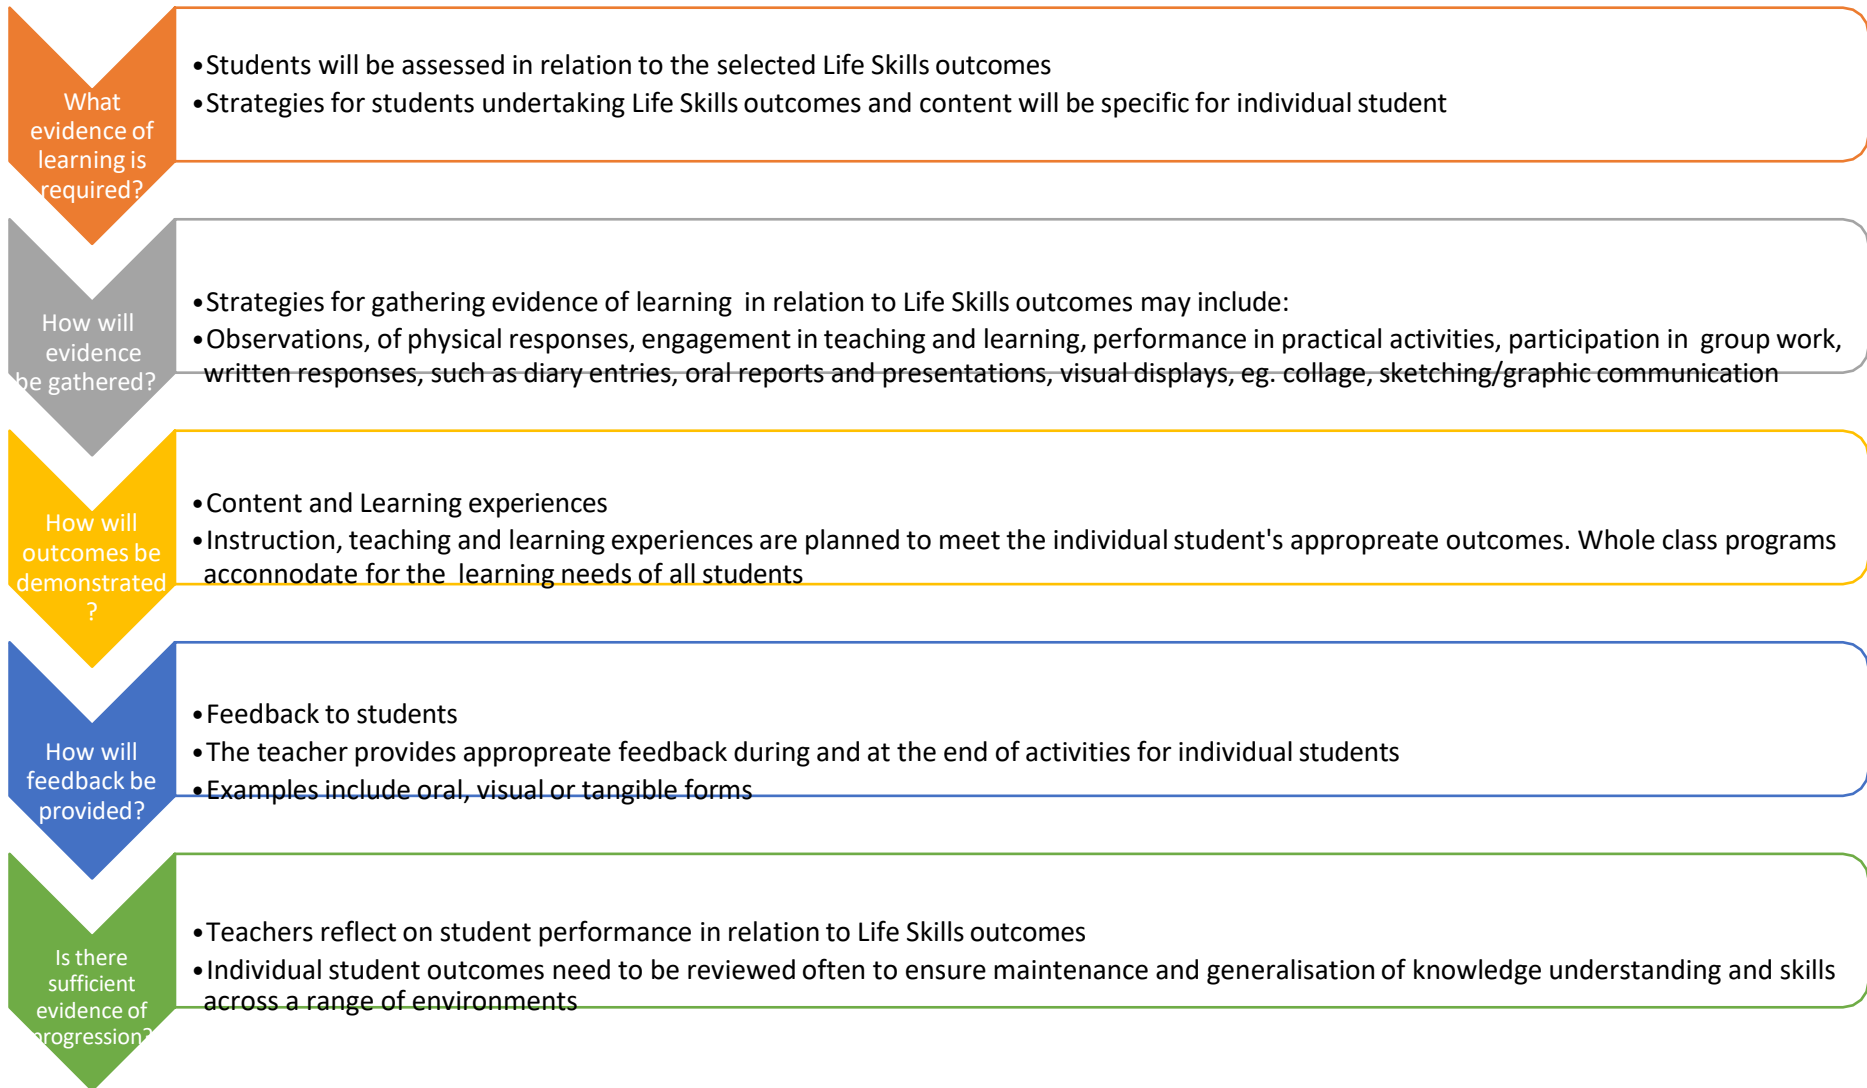 What
evidence of
learning is
required?
•Students will be assessed in relation to the selected Life Skills outcomes
•Strategies for students undertaking Life Skills outcomes and content will be specific for individual student
How will
evidence
be gathered?
•Strategies for gathering evidence of learning in relation to Life Skills outcomes may include:
•Observations, of physical responses, engagement in teaching and learning, performance in practical activities, participation in group work,
written responses, such as diary entries, oral reports and presentations, visual displays, eg. collage, sketching/graphic communication
How will
outcomes be
demonstrated
?
•Content and Learning experiences
•Instruction, teaching and learning experiences are planned to meet the individual student's appropreate outcomes. Whole class programs
acconnodate for the learning needs of all students
How will
feedback be
provided?
•Feedback to students
•The teacher provides appropreate feedback during and at the end of activities for individual students
•Examples include oral, visual or tangible forms
Is there
sufficient
evidence of
progression?
•Teachers reflect on student performance in relation to Life Skills outcomes
•Individual student outcomes need to be reviewed often to ensure maintenance and generalisation of knowledge understanding and skills
across a range of environments